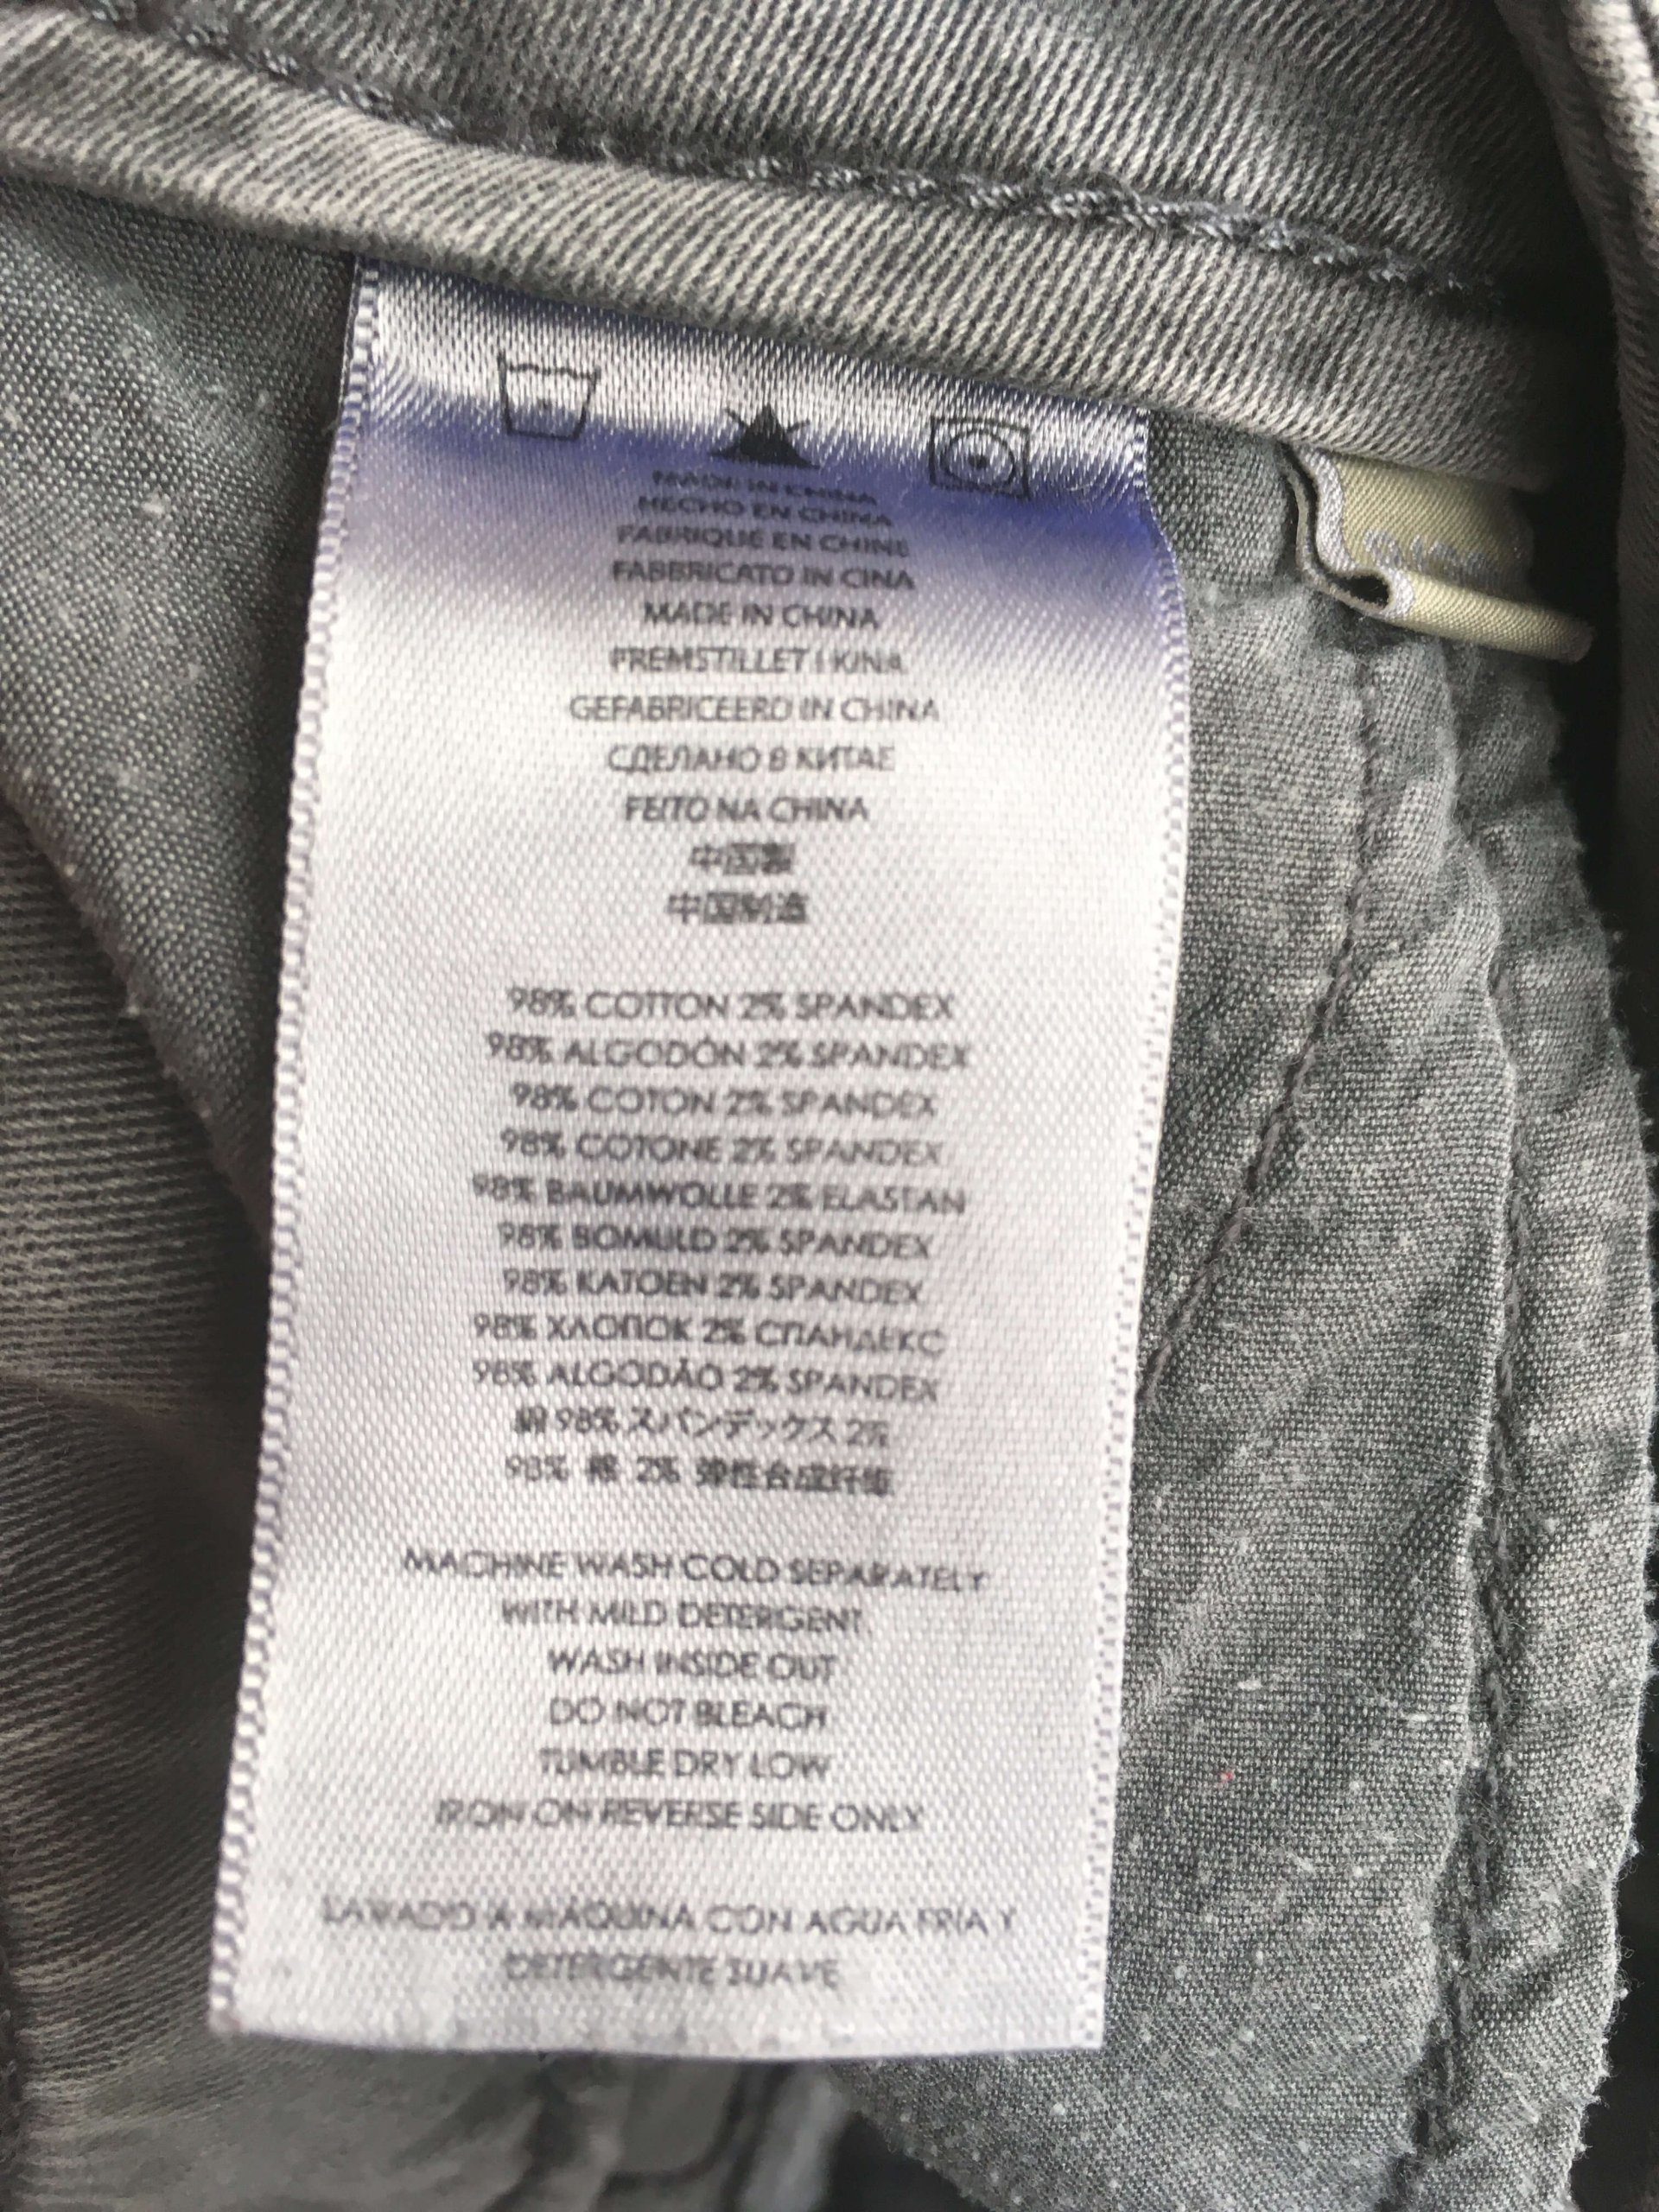 MADE IN CHINA
HECHO EN CHINA
FABRIQUE EN CHINE
FABBRICATO IN CINA
MADE IN CHINA
FREMSTILLET I KINA
GEFABRICEERD IN CHINA
СДЕЛАНО В КИТАЕ
FEITO NA CHINA
中国製
中国制造
98% COTTON 2% SPANDEX
98% ALGODÓN 2% SPANDEX
98% COTON 2% SPANDEX
98% COTONE 2% SPANDEX
98% BAUMWOLLE 2% ELASTAN
98% BOMULD 2% SPANDEX
98% KATOEN 2% SPANDEX
98% ХЛОПОК 2% СПАНДЕКС
98% ALGODÃO 2% SPANDEX
綿 98% スパンデックス 2%
98% 棉 2% 弹性合成纤维
MACHINE WASH COLD SEPARATELY
WITH MILD DETERGENT
WASH INSIDE OUT
DO NOT BLEACH
TUMBLE DRY LOW
IRON ON REVERSE SIDE ONLY
LAVADO A MÁQUINA CON AGUA FRIA Y
DETERGENTE SUAVE